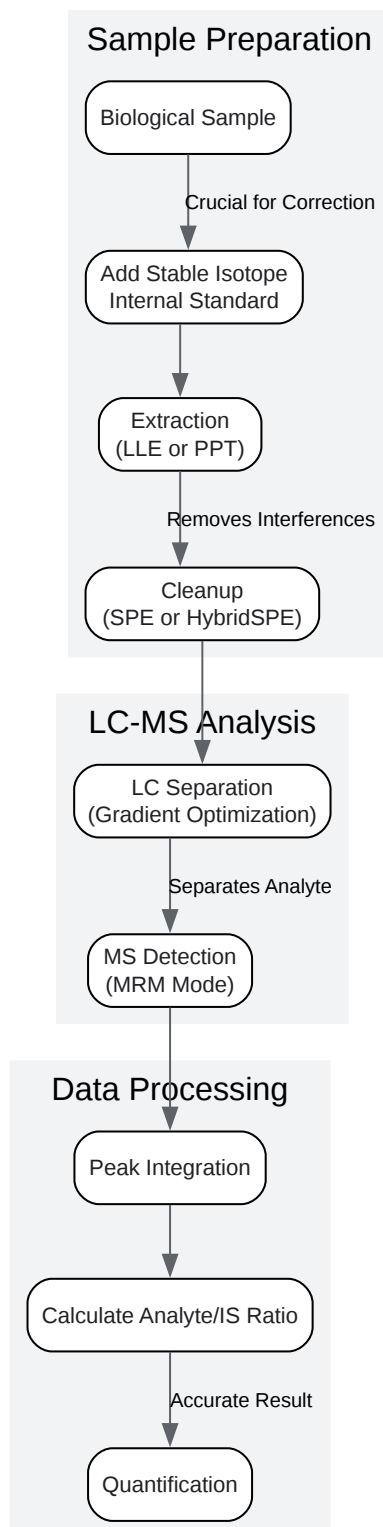 Sample Preparation
Biological Sample
Crucial for Correction
Add Stable Isotope
Internal Standard
Extraction
(LLE or PPT)
Removes Interferences
Cleanup
(SPE or HybridSPE)
LC-MS Analysis
LC Separation
(Gradient Optimization)
Separates Analyte
MS Detection
(MRM Mode)
Data Processing
Peak Integration
Calculate Analyte/IS Ratio
Accurate Result
Quantification